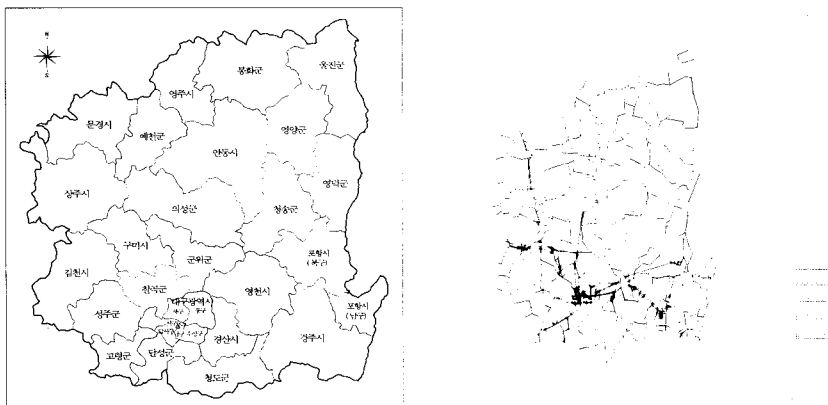 N
S
봉화군
울진군
영주시
문경시
예천군
영양군
안동시
상주시
영덕군
의성군
청송군
구미시
군위군
포항시
(북구)
김천시
칠곡군
영천시
대구광역시
포항시
(남구)
성주군
경산시
경주시
고령군
달성군
청도군